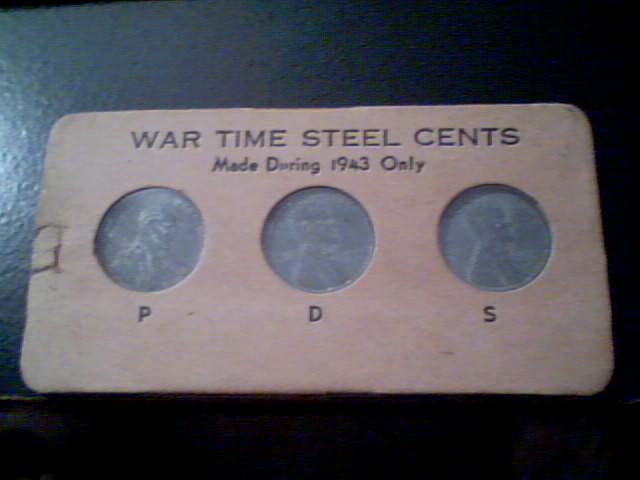 WAR TIME STEEL CENTS
Made During 1943 Only
P D S